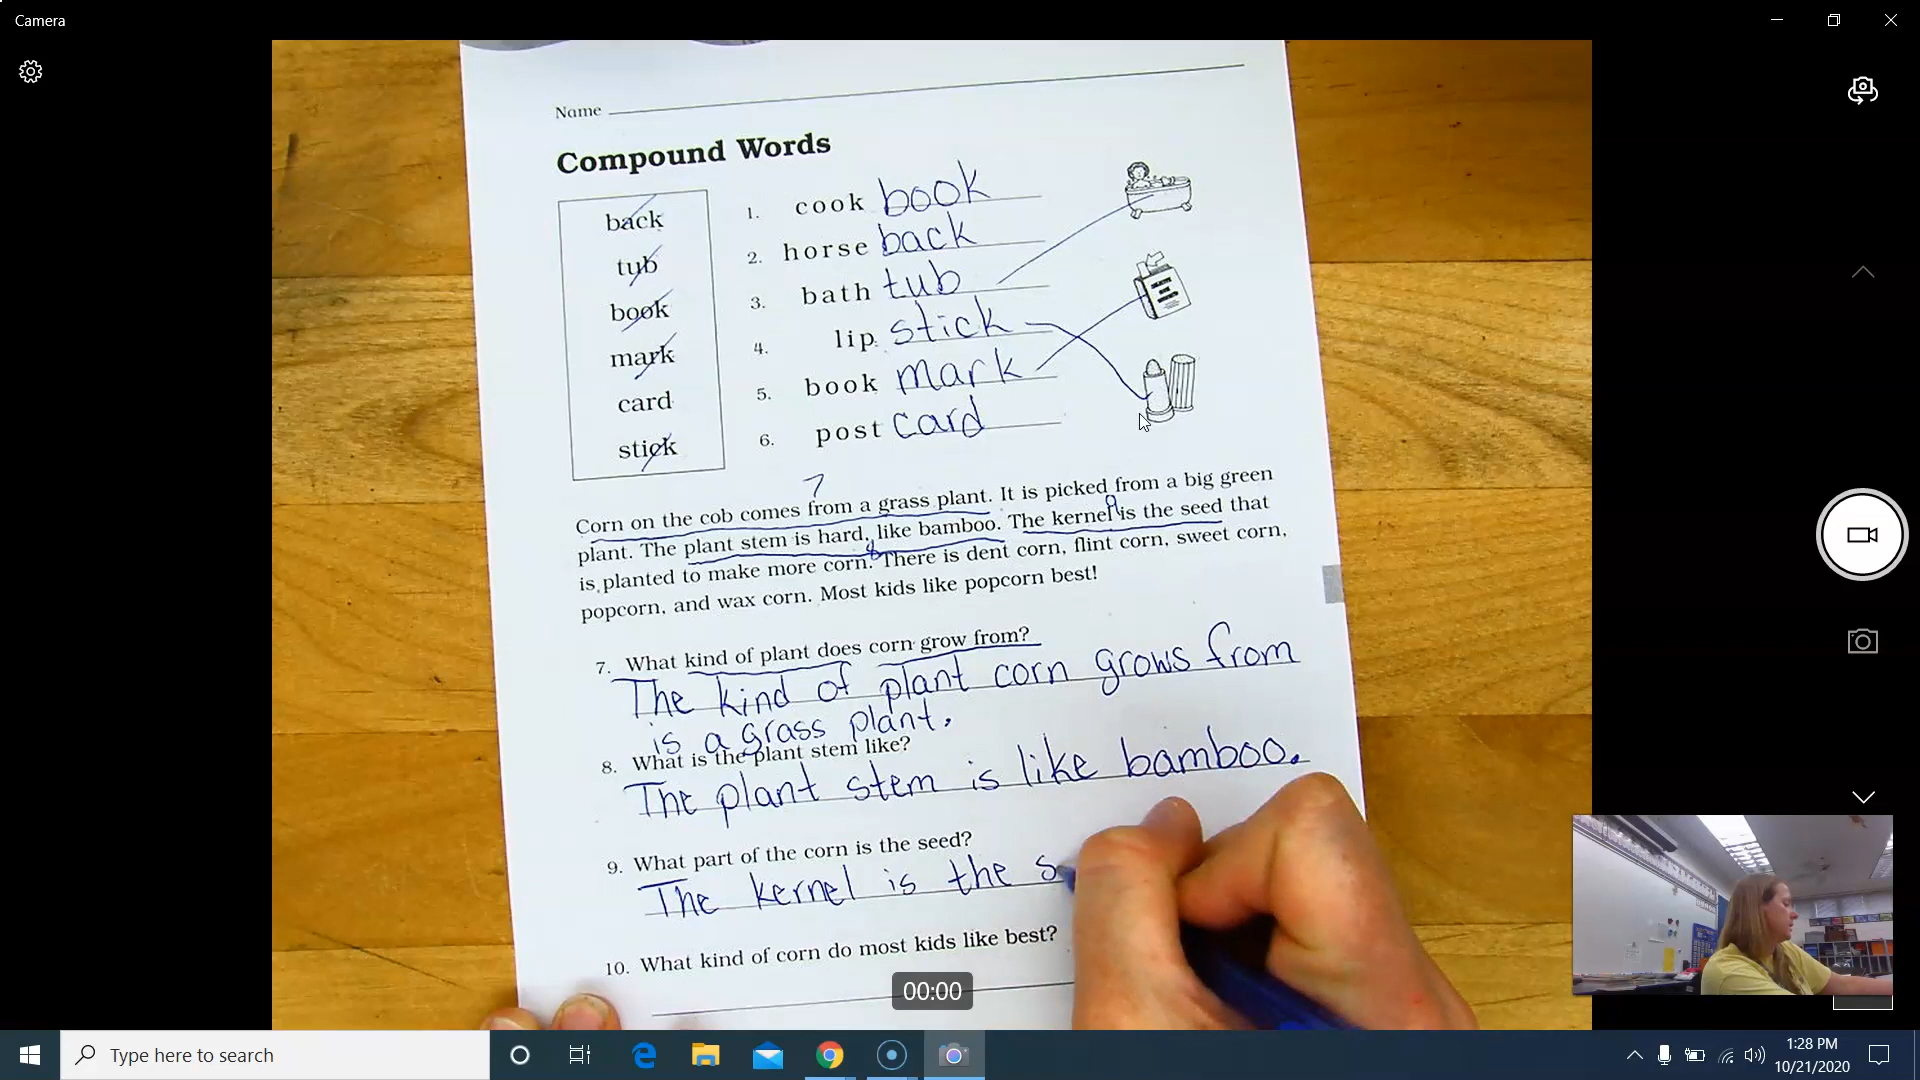 Camera
Name
Compound Words
back
tub
book
mark
card
stick
1. cook book
2. horse back
3. bath tub
4. lip stick
5. book mark
6. post card
7
Corn on the cob comes from a grass plant. It is picked from a big green
9
plant. The plant stem is hard, like bamboo. The kernel is the seed that
8
is planted to make more corn. There is dent corn, flint corn, sweet corn,
popcorn, and wax corn. Most kids like popcorn best!
7. What kind of plant does corn grow from?
The kind of plant corn grows from
is a grass plant.
8. What is the plant stem like?
The plant stem is like bamboo.
9. What part of the corn is the seed?
The kernel is the s
10. What kind of corn do most kids like best?
00:00
Type here to search
1:28 PM
10/21/2020